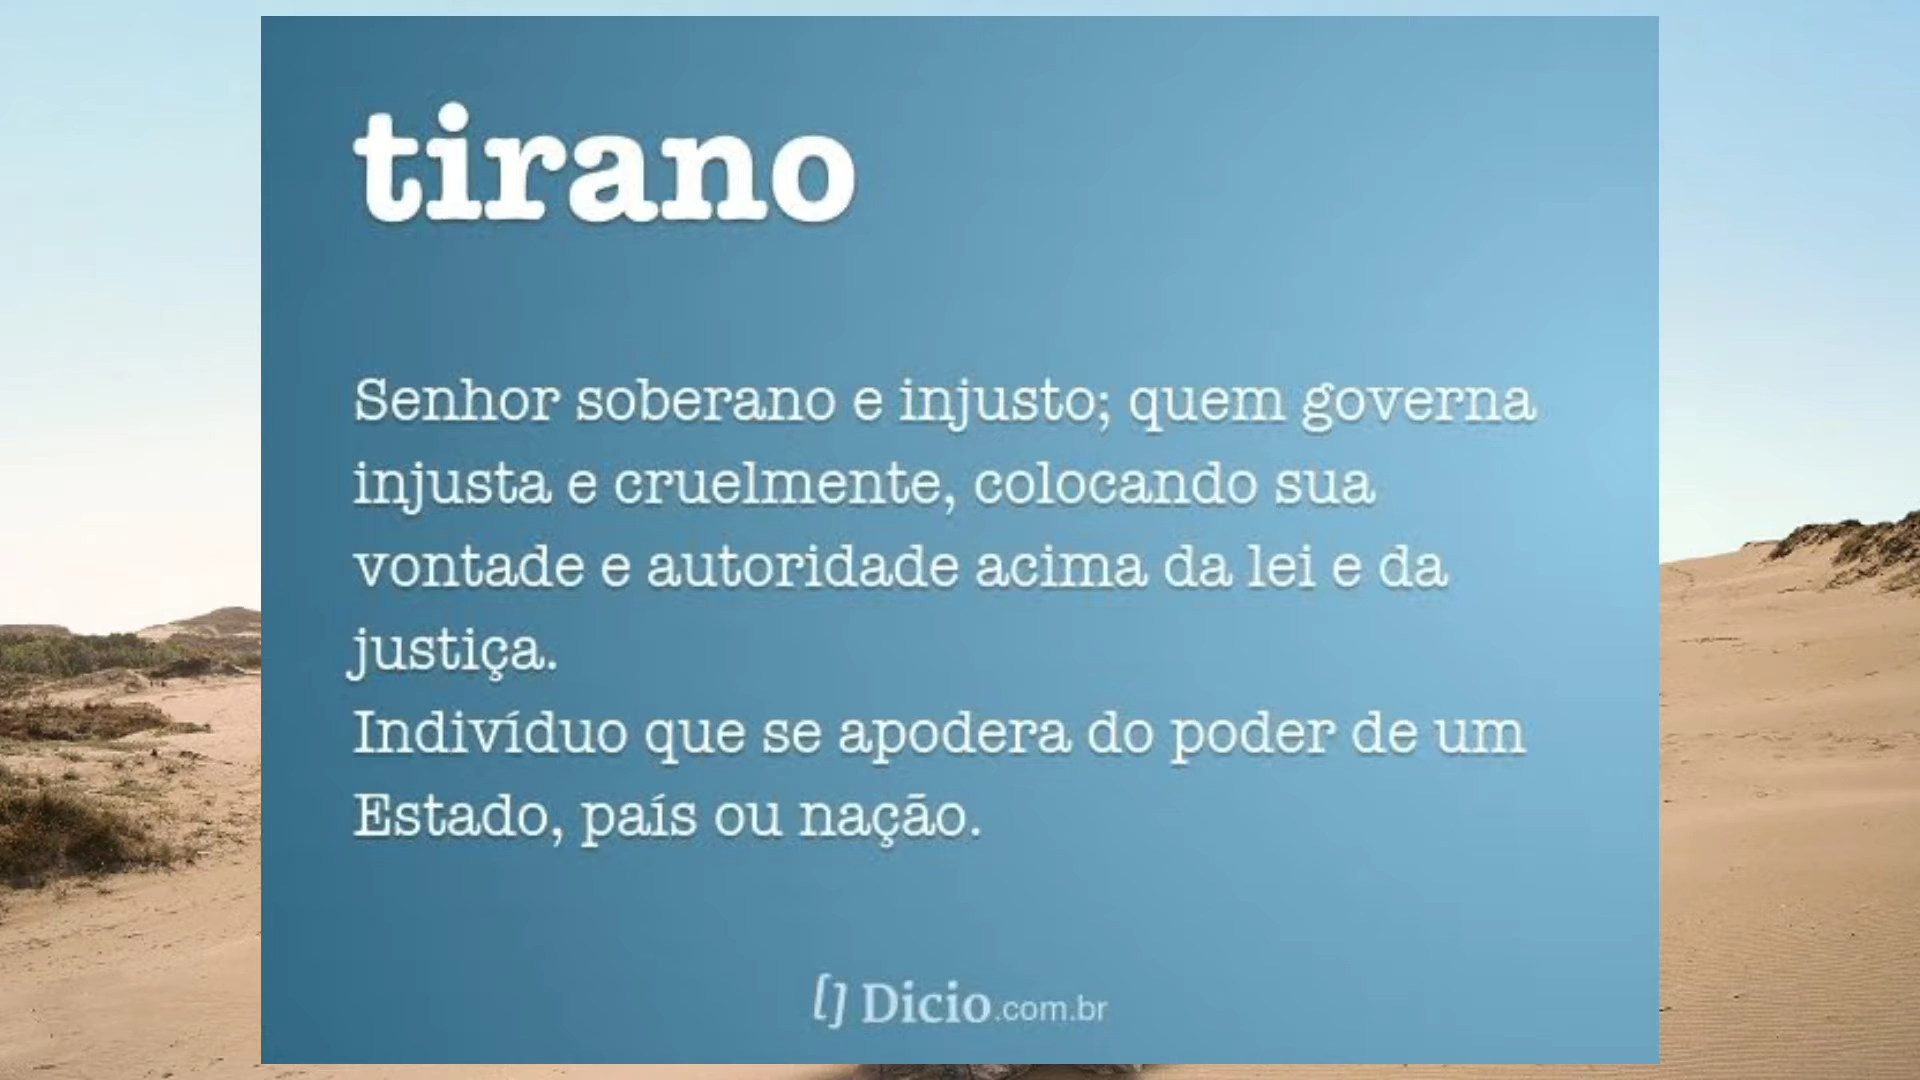 tirano
Senhor soberano e injusto; quem governa
injusta e cruelmente, colocando sua
vontade e autoridade acima da lei e da
justiça.
Indivíduo que se apodera do poder de um
Estado, país ou nação.
[] Dicio.com.br